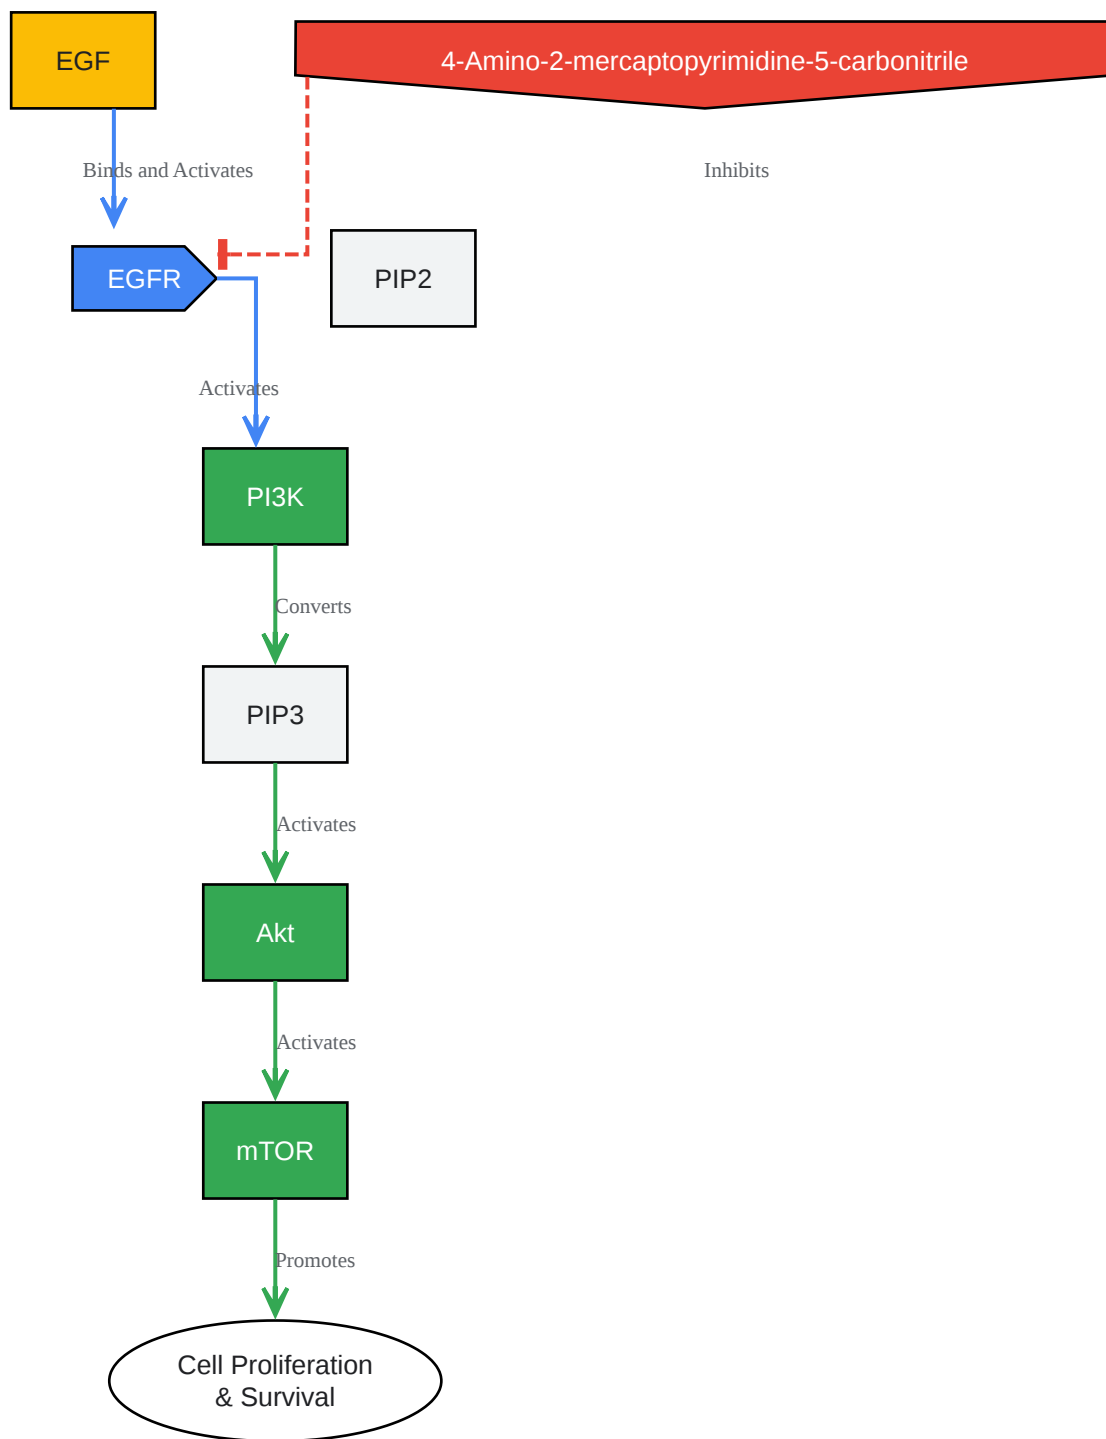 EGF
4-Amino-2-mercaptopyrimidine-5-carbonitrile
Binds and Activates
Inhibits
EGFR
PIP2
Activates
PI3K
Converts
PIP3
Activates
Akt
Activates
mTOR
Promotes
Cell Proliferation
& Survival